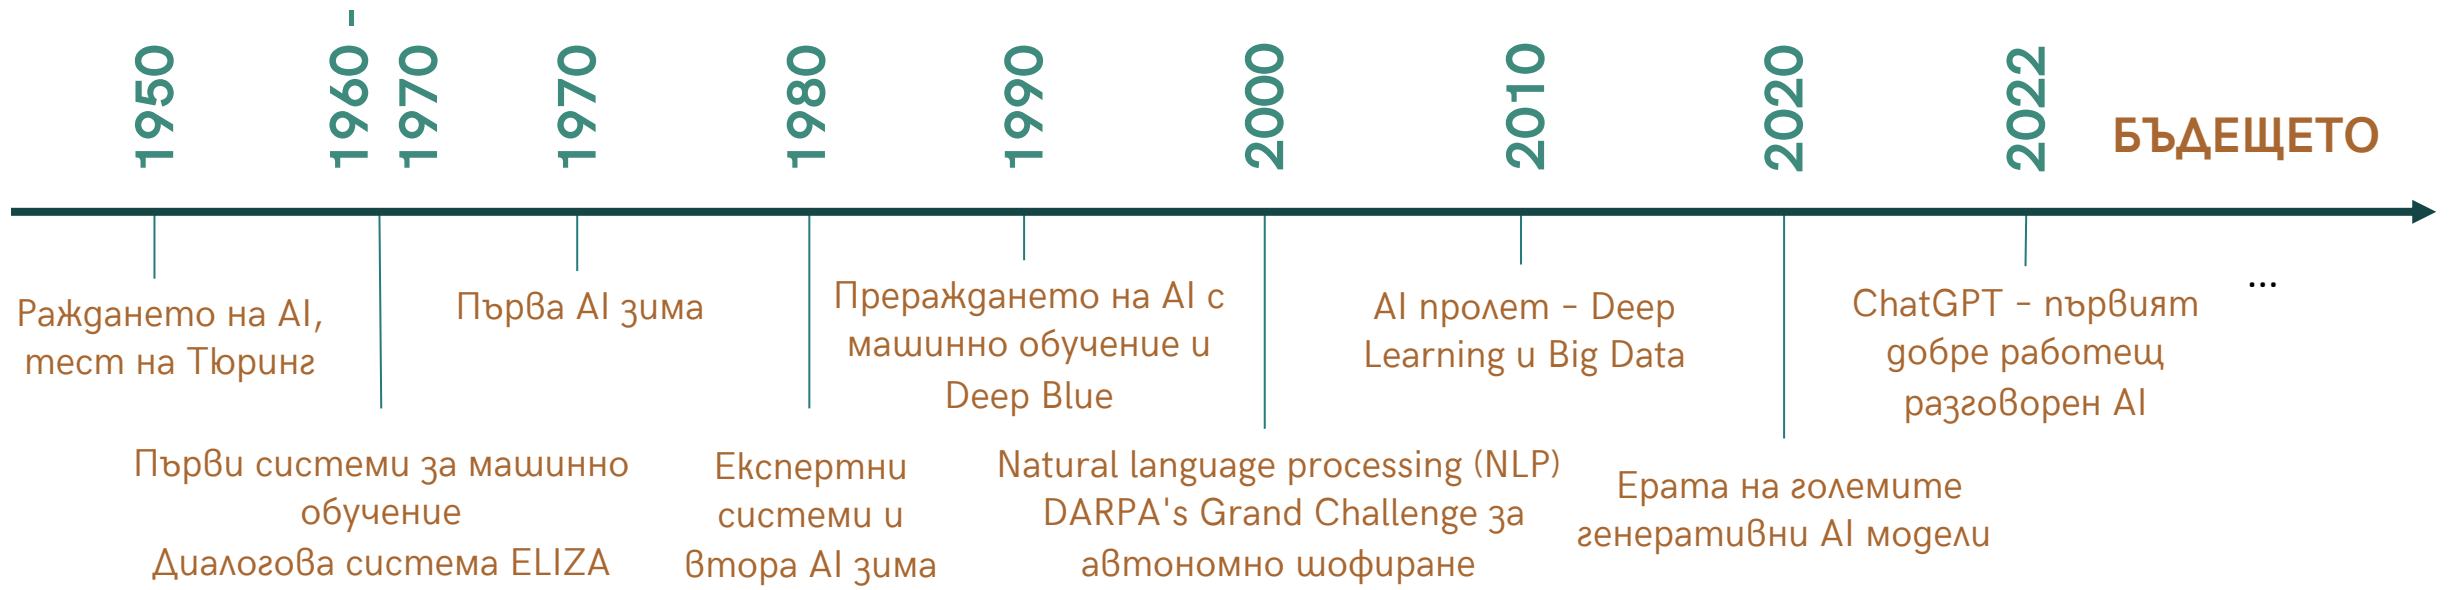 1950
1960-
1970
1970
1980
1990
2000
2010
2020
2022
БЪДЕЩЕТО
Раждането на AI,
тест на Тюринг
Първи системи за машинно
обучение
Диалогова система ELIZA
Първа AI зима
Експертни
системи и
втора AI зима
Прераждането на AI с
машинно обучение и
Deep Blue
Natural language processing (NLP)
DARPA's Grand Challenge за
автономно шофиране
AI пролет - Deep
Learning и Big Data
Ерата на големите
генеративни AI модели
ChatGPT - първият
добре работещ
разговорен AI
...